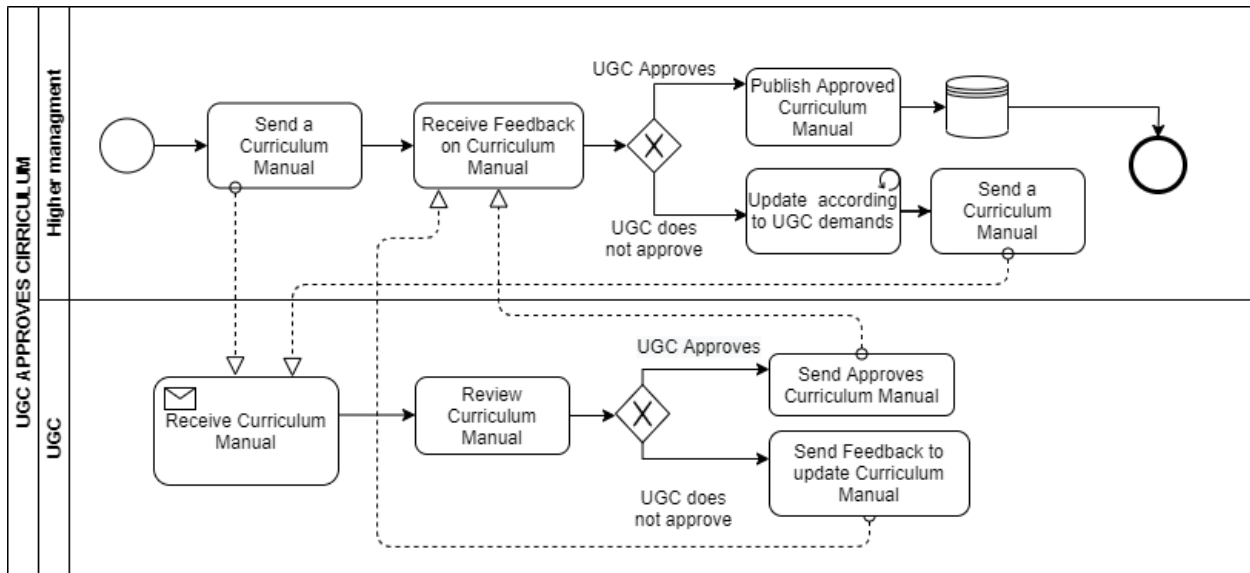 UGC APPROVES CIRRICULUM
Higher managment
Send a
Curriculum
Manual
Receive Feedback
on Curriculum
Manual
UGC Approves
Publish Approved
Curriculum
Manual
UGC does
not approve
Update according
to UGC demands
Send a
Curriculum
Manual
UGC
Receive Curriculum
Manual
Review
Curriculum
Manual
UGC Approves
Send Approves
Curriculum Manual
UGC does
not approve
Send Feedback to
update Curriculum
Manual